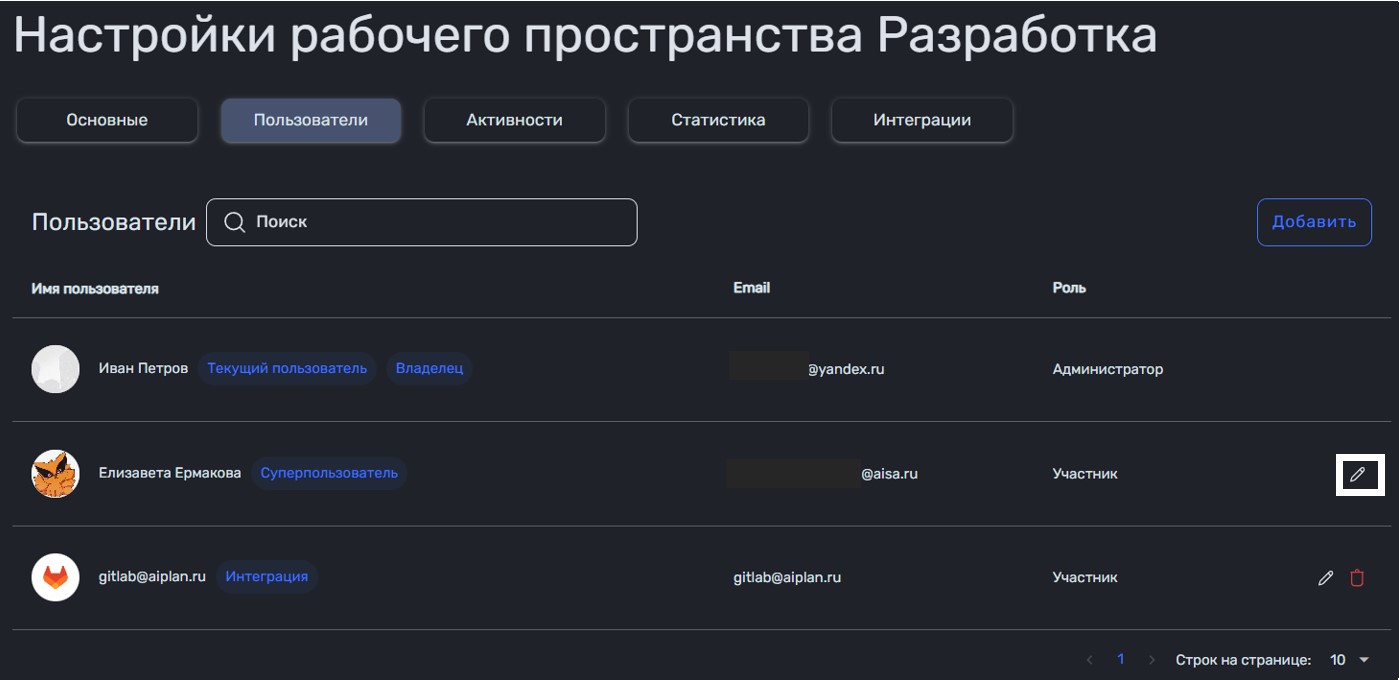 Настройки рабочего пространства Разработка
Основные Пользователи Активности Статистика Интеграции
Пользователи Поиск Добавить
Имя пользователя Email Роль
Иван Петров Текущий пользователь Владелец @yandex.ru Администратор
Елизавета Ермакова Суперпользователь @aisa.ru Участник
gitlab@aiplan.ru Интеграция gitlab@aiplan.ru Участник
1 Строк на странице: 10